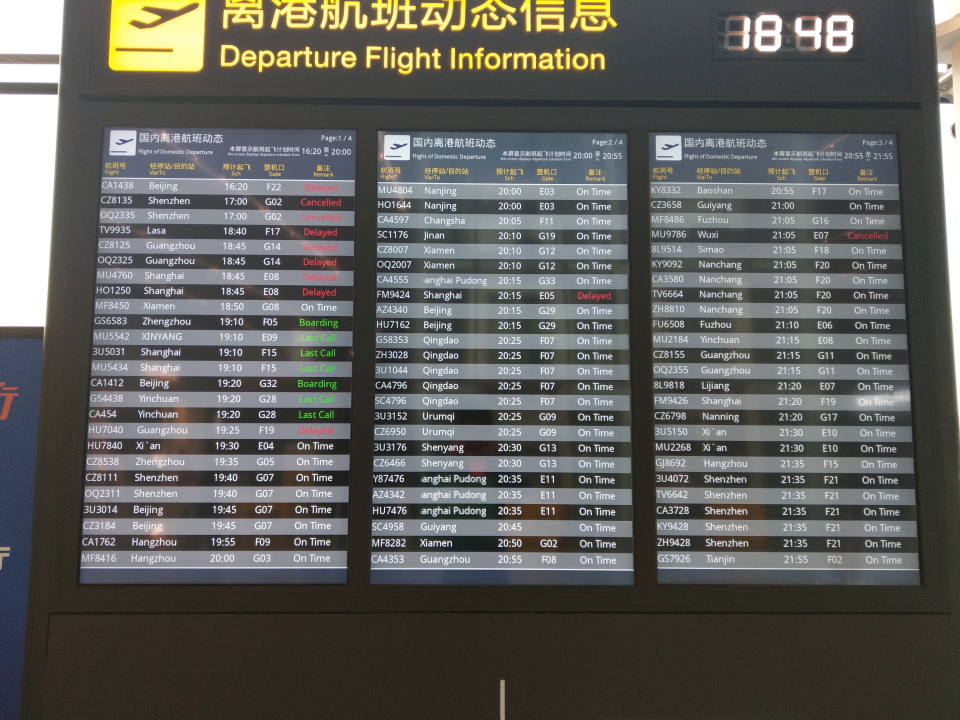 离港航班动态信息
Departure Flight Information
18 48
国内离港航班动态 Page:1 / 4
Flight of Domestic Departure 本屏显示航班起飞计划时间 16:20 至 20:00
航班号 经停站/目的站 预计起飞 登机口 备注
Flight Via/To Sch Gate Remark
CA1438 Beijing 16:20 F22 Delayed
CZ8135 Shenzhen 17:00 G02 Cancelled
OQ2335 Shenzhen 17:00 G02 Cancelled
TV9935 Lasa 18:40 F17 Delayed
CZ8125 Guangzhou 18:45 G14 Delayed
OQ2325 Guangzhou 18:45 G14 Delayed
MU4760 Shanghai 18:45 E08 Delayed
HO1250 Shanghai 18:45 E08 Delayed
MF8450 Xiamen 18:50 G08 On Time
GS6583 Zhengzhou 19:10 F05 Boarding
MU5542 XINYANG 19:10 E09 Last Call
3U5031 Shanghai 19:10 F15 Last Call
MU5434 Shanghai 19:10 F15 Last Call
CA1412 Beijing 19:20 G32 Boarding
GS4438 Yinchuan 19:20 G28 Last Call
CA454 Yinchuan 19:20 G28 Last Call
HU7040 Guangzhou 19:25 F19 Delayed
HU7840 Xi`an 19:30 E04 On Time
CZ8538 Zhengzhou 19:35 G05 On Time
CZ8111 Shenzhen 19:40 G07 On Time
OQ2311 Shenzhen 19:40 G07 On Time
3U3014 Beijing 19:45 G07 On Time
CZ3184 Beijing 19:45 G07 On Time
CA1762 Hangzhou 19:55 F09 On Time
MF8416 Hangzhou 20:00 G03 On Time
国内离港航班动态 Page:2 / 4
Flight of Domestic Departure 本屏显示航班起飞计划时间 20:00 至 20:55
航班号 经停站/目的站 预计起飞 登机口 备注
Flight Via/To Sch Gate Remark
MU4804 Nanjing 20:00 E03 On Time
HO1644 Nanjing 20:00 E03 On Time
CA4597 Changsha 20:05 F11 On Time
SC1176 Jinan 20:10 G19 On Time
CZ8007 Xiamen 20:10 G12 On Time
OQ2007 Xiamen 20:10 G12 On Time
CA4555 anghai Pudong 20:15 G33 On Time
FM9424 Shanghai 20:15 E05 Delayed
AZ4340 Beijing 20:15 G29 On Time
HU7162 Beijing 20:15 G29 On Time
GS8353 Qingdao 20:25 F07 On Time
ZH3028 Qingdao 20:25 F07 On Time
3U1044 Qingdao 20:25 F07 On Time
CA4796 Qingdao 20:25 F07 On Time
SC4796 Qingdao 20:25 F07 On Time
3U3152 Urumqi 20:25 G09 On Time
CZ6950 Urumqi 20:25 G09 On Time
3U3176 Shenyang 20:30 G13 On Time
CZ6466 Shenyang 20:30 G13 On Time
Y87476 anghai Pudong 20:35 E11 On Time
AZ4342 anghai Pudong 20:35 E11 On Time
HU7476 anghai Pudong 20:35 E11 On Time
SC4958 Guiyang 20:45 On Time
MF8282 Xiamen 20:50 G02 On Time
CA4353 Guangzhou 20:55 F08 On Time
国内离港航班动态 Page:3 / 4
Flight of Domestic Departure 本屏显示航班起飞计划时间 20:55 至 21:55
航班号 经停站/目的站 预计起飞 登机口 备注
Flight Via/To Sch Gate Remark
KY8332 Baoshan 20:55 F17 On Time
CZ3658 Guiyang 21:00 On Time
MF8486 Fuzhou 21:05 G16 On Time
MU9786 Wuxi 21:05 E07 Cancelled
8L9514 Simao 21:05 F18 On Time
KY9092 Nanchang 21:05 F20 On Time
CA3580 Nanchang 21:05 F20 On Time
TV6664 Nanchang 21:05 F20 On Time
ZH8810 Nanchang 21:05 F20 On Time
FU6508 Fuzhou 21:10 E06 On Time
MU2184 Yinchuan 21:15 E08 On Time
CZ8155 Guangzhou 21:15 G11 On Time
OQ2355 Guangzhou 21:15 G11 On Time
8L9818 Lijiang 21:20 E07 On Time
FM9426 Shanghai 21:20 F19 On Time
CZ6798 Nanning 21:20 G17 On Time
3U5150 Xi`an 21:30 E10 On Time
MU2268 Xi`an 21:30 E10 On Time
GJ8692 Hangzhou 21:35 F15 On Time
3U4072 Shenzhen 21:35 F21 On Time
TV6642 Shenzhen 21:35 F21 On Time
CA3728 Shenzhen 21:35 F21 On Time
KY9428 Shenzhen 21:35 F21 On Time
ZH9428 Shenzhen 21:35 F21 On Time
GS7926 Tianjin 21:55 F02 On Time
行